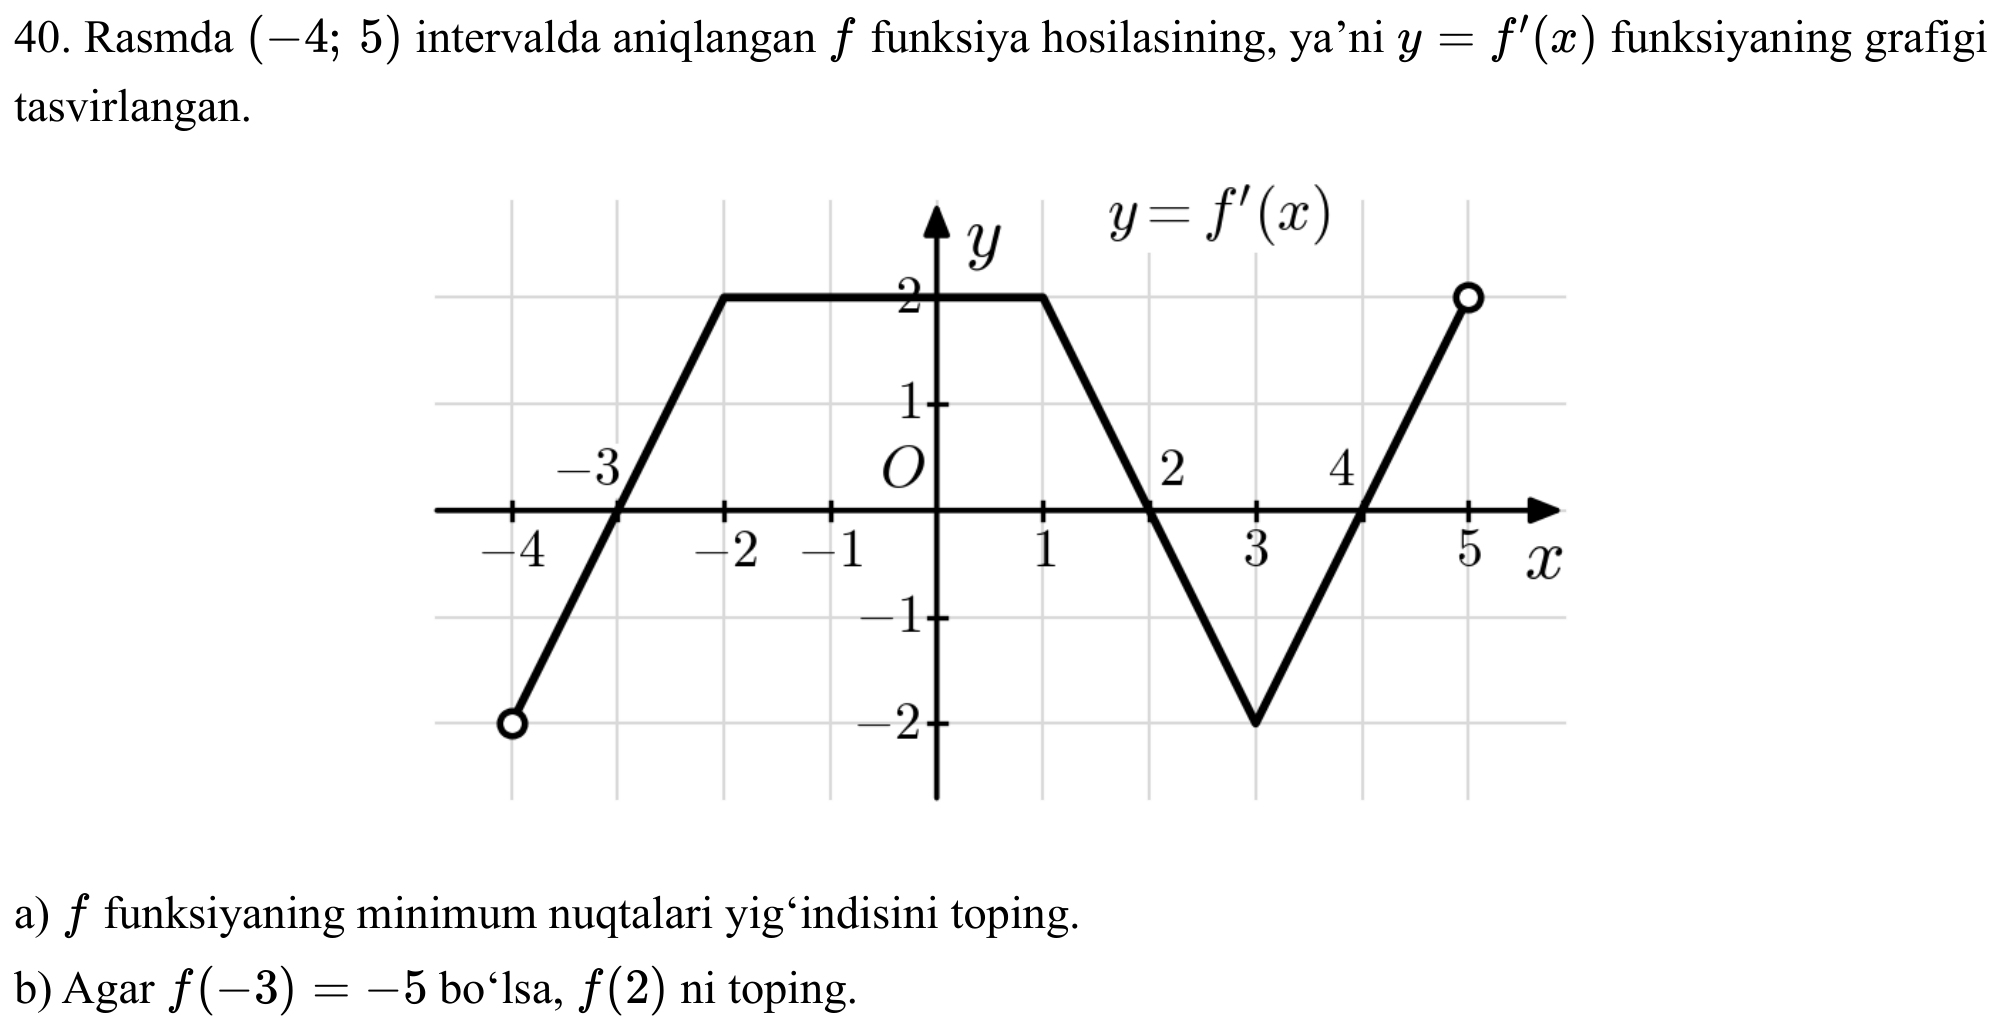 40. Rasmda (−4; 5) intervalda aniqlangan f funksiya hosilasining, ya’ni y = f′(x) funksiyaning grafigi
tasvirlangan.
y = f′(x)
y
2
1
−3 O 2 4
−4 −2 −1 1 3 5 x
−1
−2
a) f funksiyaning minimum nuqtalari yig‘indisini toping.
b) Agar f(−3) = −5 bo‘lsa, f(2) ni toping.